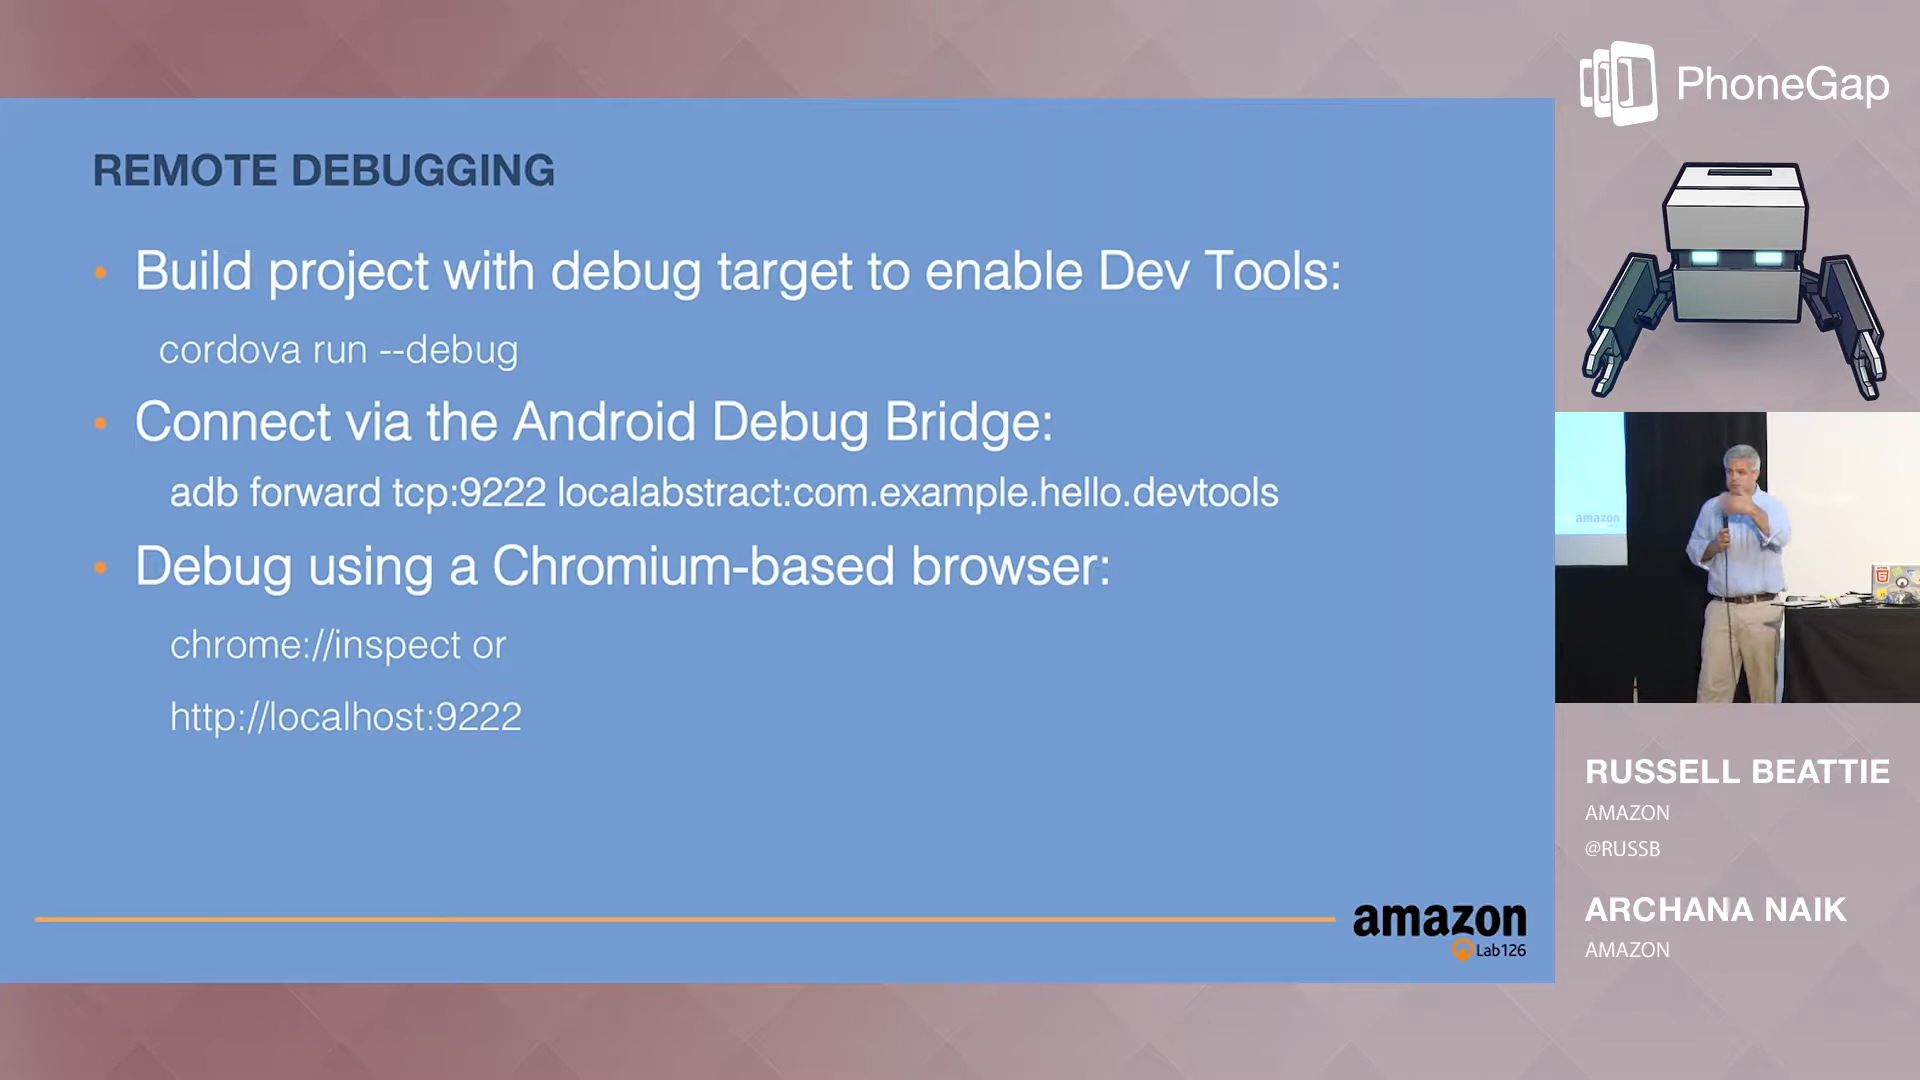 PhoneGap
REMOTE DEBUGGING
• Build project with debug target to enable Dev Tools:
cordova run --debug
• Connect via the Android Debug Bridge:
adb forward tcp:9222 localabstract:com.example.hello.devtools
• Debug using a Chromium-based browser:
chrome://inspect or
http://localhost:9222
amazon
Lab126
amazon
RUSSELL BEATTIE
AMAZON
@RUSSB
ARCHANA NAIK
AMAZON